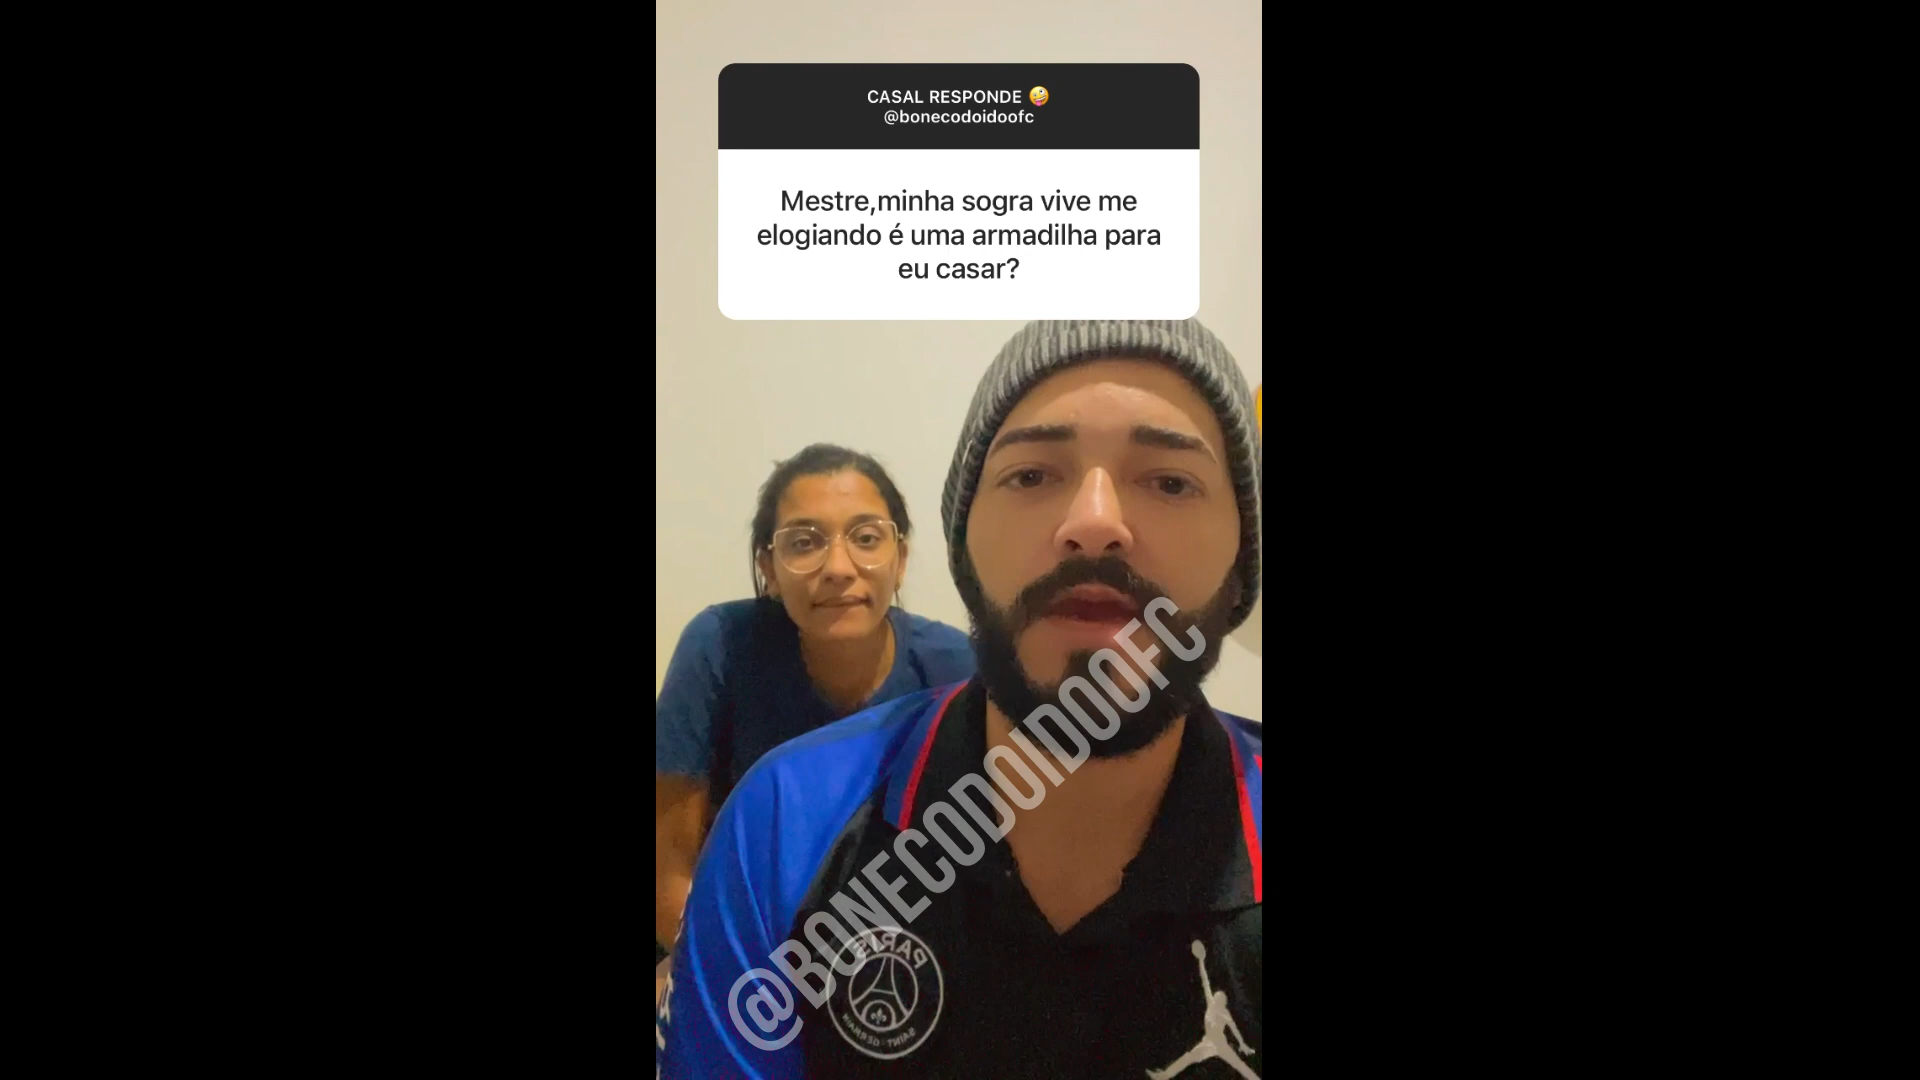 CASAL RESPONDE 🤪
@bonecodoidoofc
Mestre,minha sogra vive me
elogiando é uma armadilha para
eu casar?
@BONECODOIDOOFC
PARIS
SAINT-GERMAIN